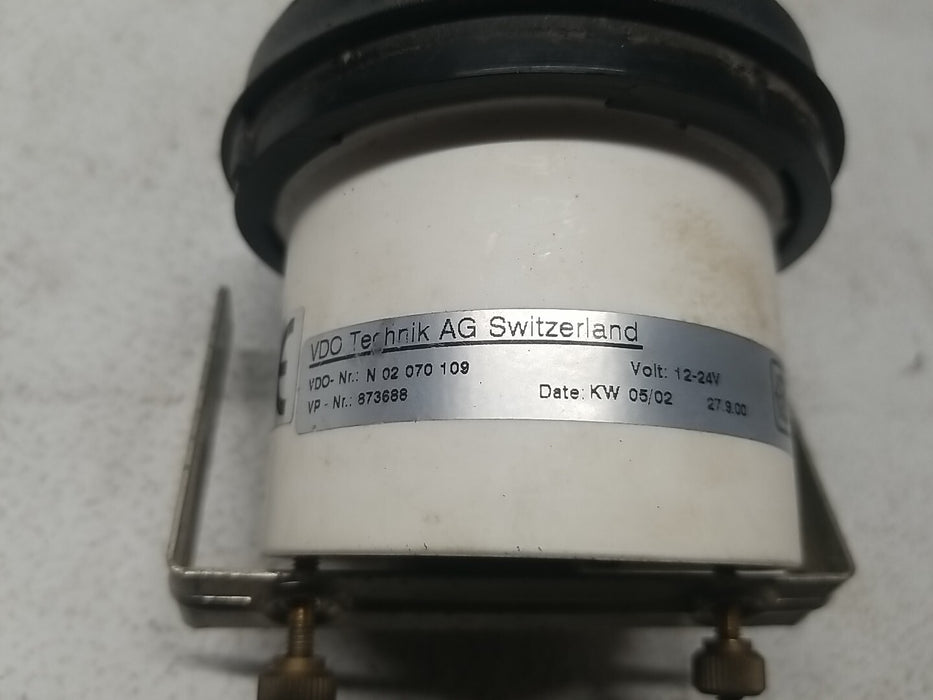 VDO Technik AG Switzerland
VDO- Nr.: N 02 070 109 Volt: 12-24V
VP - Nr.: 873688 Date: KW 05/02 27.9.00